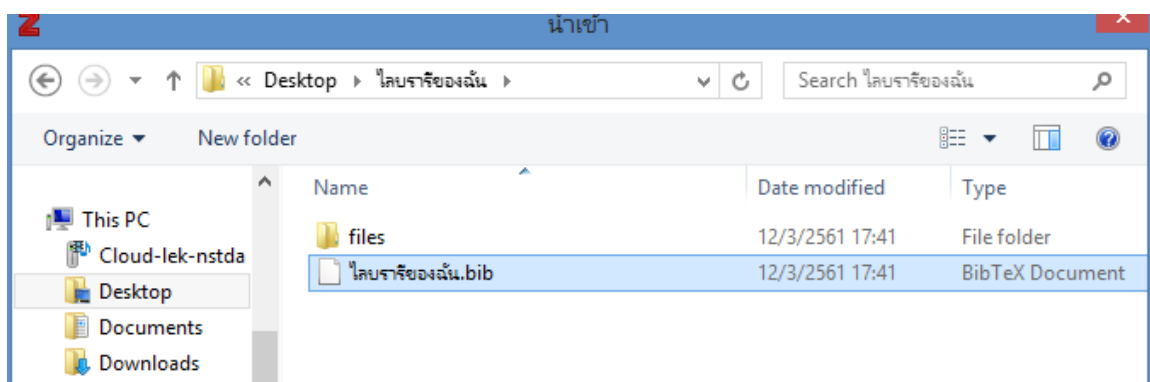 Z นำเข้า
« Desktop ไลบรารีของฉัน Search ไลบรารีของฉัน
Organize New folder
Name Date modified Type
This PC
files 12/3/2561 17:41 File folder
Cloud-lek-nstda
ไลบรารีของฉัน.bib 12/3/2561 17:41 BibTeX Document
Desktop
Documents
Downloads